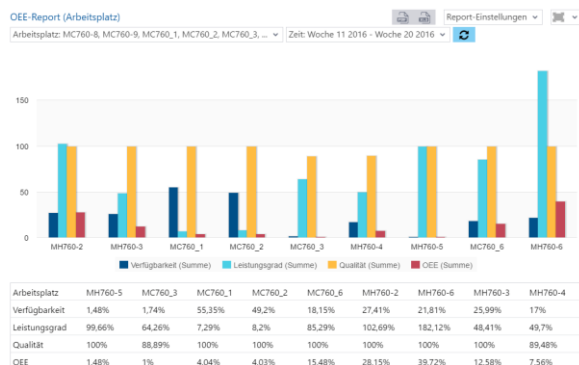 OEE-Report (Arbeitsplatz)
Report-Einstellungen
Arbeitsplatz: MC760-8, MC760-9, MC760_1, MC760_2, MC760_3, ...
Zeit: Woche 11 2016 - Woche 20 2016
150
100
50
0
MH760-2 MH760-3 MC760_1 MC760_2 MC760_3 MH760-4 MH760-5 MC760_6 MH760-6
Verfügbarkeit (Summe) Leistungsgrad (Summe) Qualität (Summe) OEE (Summe)
Arbeitsplatz MH760-5 MC760_3 MC760_1 MC760_2 MC760_6 MH760-2 MH760-6 MH760-3 MH760-4
Verfügbarkeit 1,48% 1,74% 55,35% 49,2% 18,15% 27,41% 21,81% 25,99% 17%
Leistungsgrad 99,66% 64,26% 7,29% 8,2% 85,29% 102,69% 182,12% 48,41% 49,7%
Qualität 100% 88,89% 100% 100% 100% 100% 100% 100% 89,48%
OEE 1,48% 1% 4,04% 4,03% 15,48% 28,15% 39,72% 12,58% 7,56%